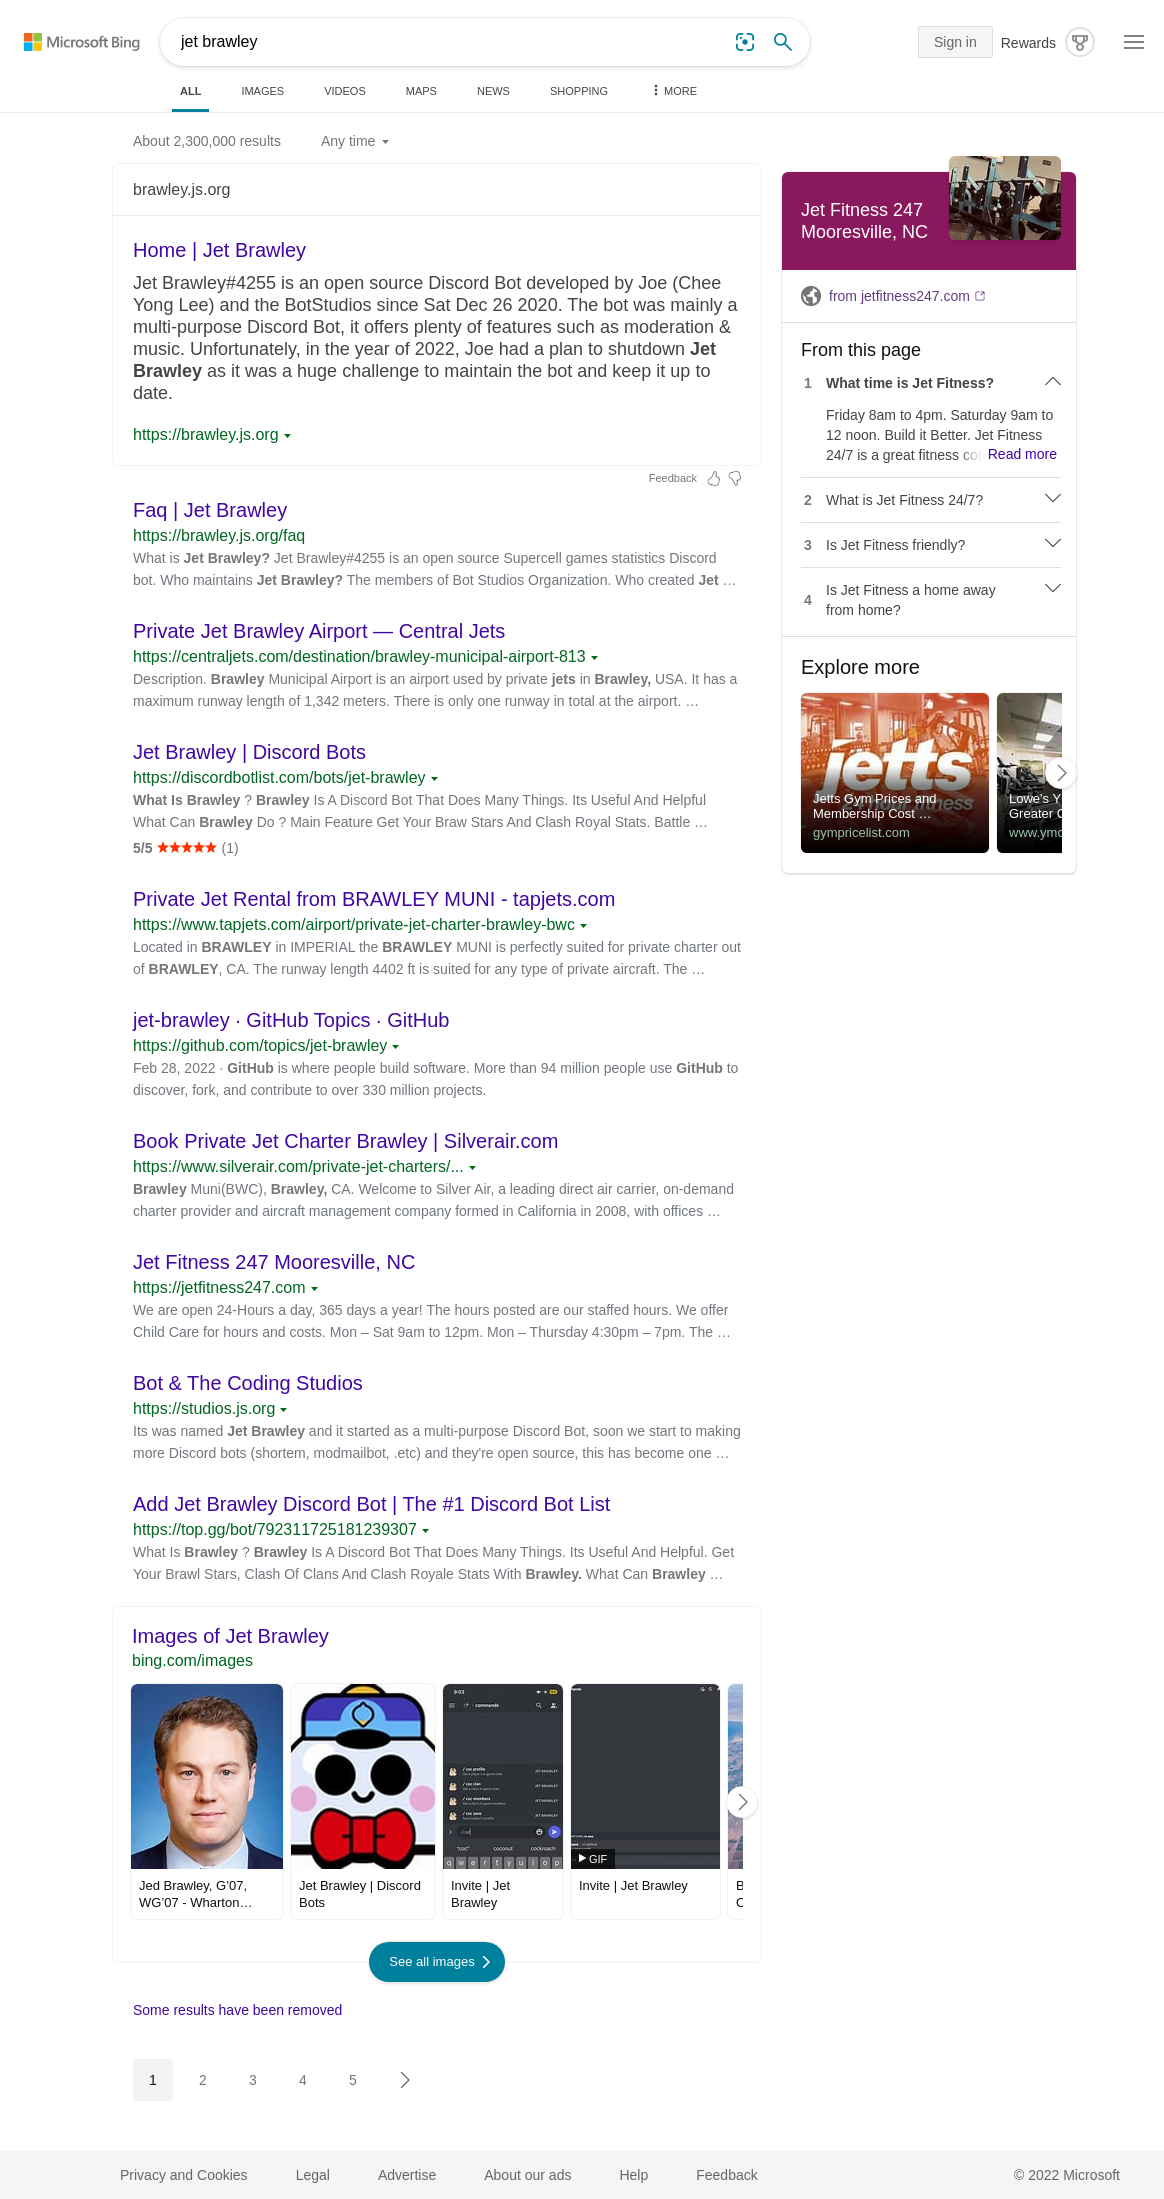 Microsoft Bing
jet brawley
Sign in
Rewards
ALL
IMAGES
VIDEOS
MAPS
NEWS
SHOPPING
MORE
About 2,300,000 results
Any time
brawley.js.org
Home | Jet Brawley
Jet Brawley#4255 is an open source Discord Bot developed by Joe (Chee
Yong Lee) and the BotStudios since Sat Dec 26 2020. The bot was mainly a
multi-purpose Discord Bot, it offers plenty of features such as moderation &
music. Unfortunately, in the year of 2022, Joe had a plan to shutdown Jet
Brawley as it was a huge challenge to maintain the bot and keep it up to
date.
https://brawley.js.org
Feedback
Faq | Jet Brawley
https://brawley.js.org/faq
What is Jet Brawley? Jet Brawley#4255 is an open source Supercell games statistics Discord
bot. Who maintains Jet Brawley? The members of Bot Studios Organization. Who created Jet …
Private Jet Brawley Airport — Central Jets
https://centraljets.com/destination/brawley-municipal-airport-813
Description. Brawley Municipal Airport is an airport used by private jets in Brawley, USA. It has a
maximum runway length of 1,342 meters. There is only one runway in total at the airport. …
Jet Brawley | Discord Bots
https://discordbotlist.com/bots/jet-brawley
What Is Brawley ? Brawley Is A Discord Bot That Does Many Things. Its Useful And Helpful
What Can Brawley Do ? Main Feature Get Your Braw Stars And Clash Royal Stats. Battle …
5/5 (1)
Private Jet Rental from BRAWLEY MUNI - tapjets.com
https://www.tapjets.com/airport/private-jet-charter-brawley-bwc
Located in BRAWLEY in IMPERIAL the BRAWLEY MUNI is perfectly suited for private charter out
of BRAWLEY, CA. The runway length 4402 ft is suited for any type of private aircraft. The …
jet-brawley · GitHub Topics · GitHub
https://github.com/topics/jet-brawley
Feb 28, 2022 · GitHub is where people build software. More than 94 million people use GitHub to
discover, fork, and contribute to over 330 million projects.
Book Private Jet Charter Brawley | Silverair.com
https://www.silverair.com/private-jet-charters/...
Brawley Muni(BWC), Brawley, CA. Welcome to Silver Air, a leading direct air carrier, on-demand
charter provider and aircraft management company formed in California in 2008, with offices …
Jet Fitness 247 Mooresville, NC
https://jetfitness247.com
We are open 24-Hours a day, 365 days a year! The hours posted are our staffed hours. We offer
Child Care for hours and costs. Mon – Sat 9am to 12pm. Mon – Thursday 4:30pm – 7pm. The …
Bot & The Coding Studios
https://studios.js.org
Its was named Jet Brawley and it started as a multi-purpose Discord Bot, soon we start to making
more Discord bots (shortem, modmailbot, .etc) and they're open source, this has become one …
Add Jet Brawley Discord Bot | The #1 Discord Bot List
https://top.gg/bot/792311725181239307
What Is Brawley ? Brawley Is A Discord Bot That Does Many Things. Its Useful And Helpful. Get
Your Brawl Stars, Clash Of Clans And Clash Royale Stats With Brawley. What Can Brawley …
Images of Jet Brawley
bing.com/images
9:03
commands
/ coc profile
/ coc clan
/ coc members
/ coc save
JET BRAWLEY
JET BRAWLEY
JET BRAWLEY
JET BRAWLEY
/coc
"coc" coconut cockroach
q w e r t y u i o p
GIF
Jed Brawley, G'07,
WG'07 - Wharton…
Jet Brawley | Discord
Bots
Invite | Jet
Brawley
Invite | Jet Brawley
See all images
Some results have been removed
1 2 3 4 5
Jet Fitness 247
Mooresville, NC
from jetfitness247.com
From this page
1 What time is Jet Fitness?
Friday 8am to 4pm. Saturday 9am to
12 noon. Build it Better. Jet Fitness
24/7 is a great fitness co Read more
2 What is Jet Fitness 24/7?
3 Is Jet Fitness friendly?
4 Is Jet Fitness a home away
from home?
Explore more
jetts
24 hour fitness
Jetts Gym Prices and
Membership Cost …
gympricelist.com
Lowe's Y
Greater C
www.ymc
Privacy and Cookies
Legal
Advertise
About our ads
Help
Feedback
© 2022 Microsoft